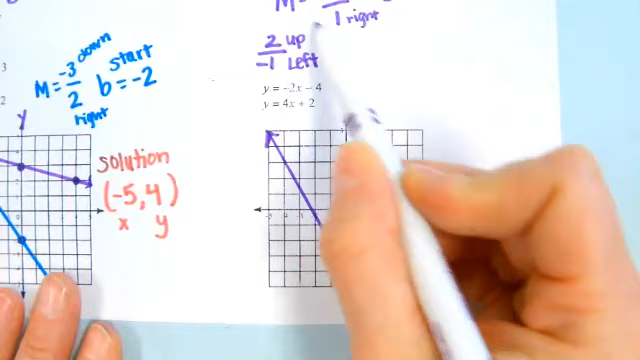 M=
1 right
2 up
-1 Left
y = -2x - 4
y = 4x + 2
M = -3 down
2
right
start
b = -2
y
solution
(-5, 4)
x y